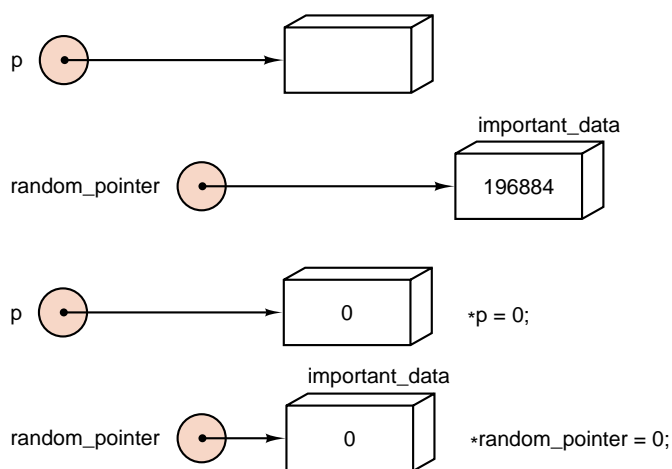 p
important_data
random_pointer 196884
p 0 *p = 0;
important_data
random_pointer 0 *random_pointer = 0;